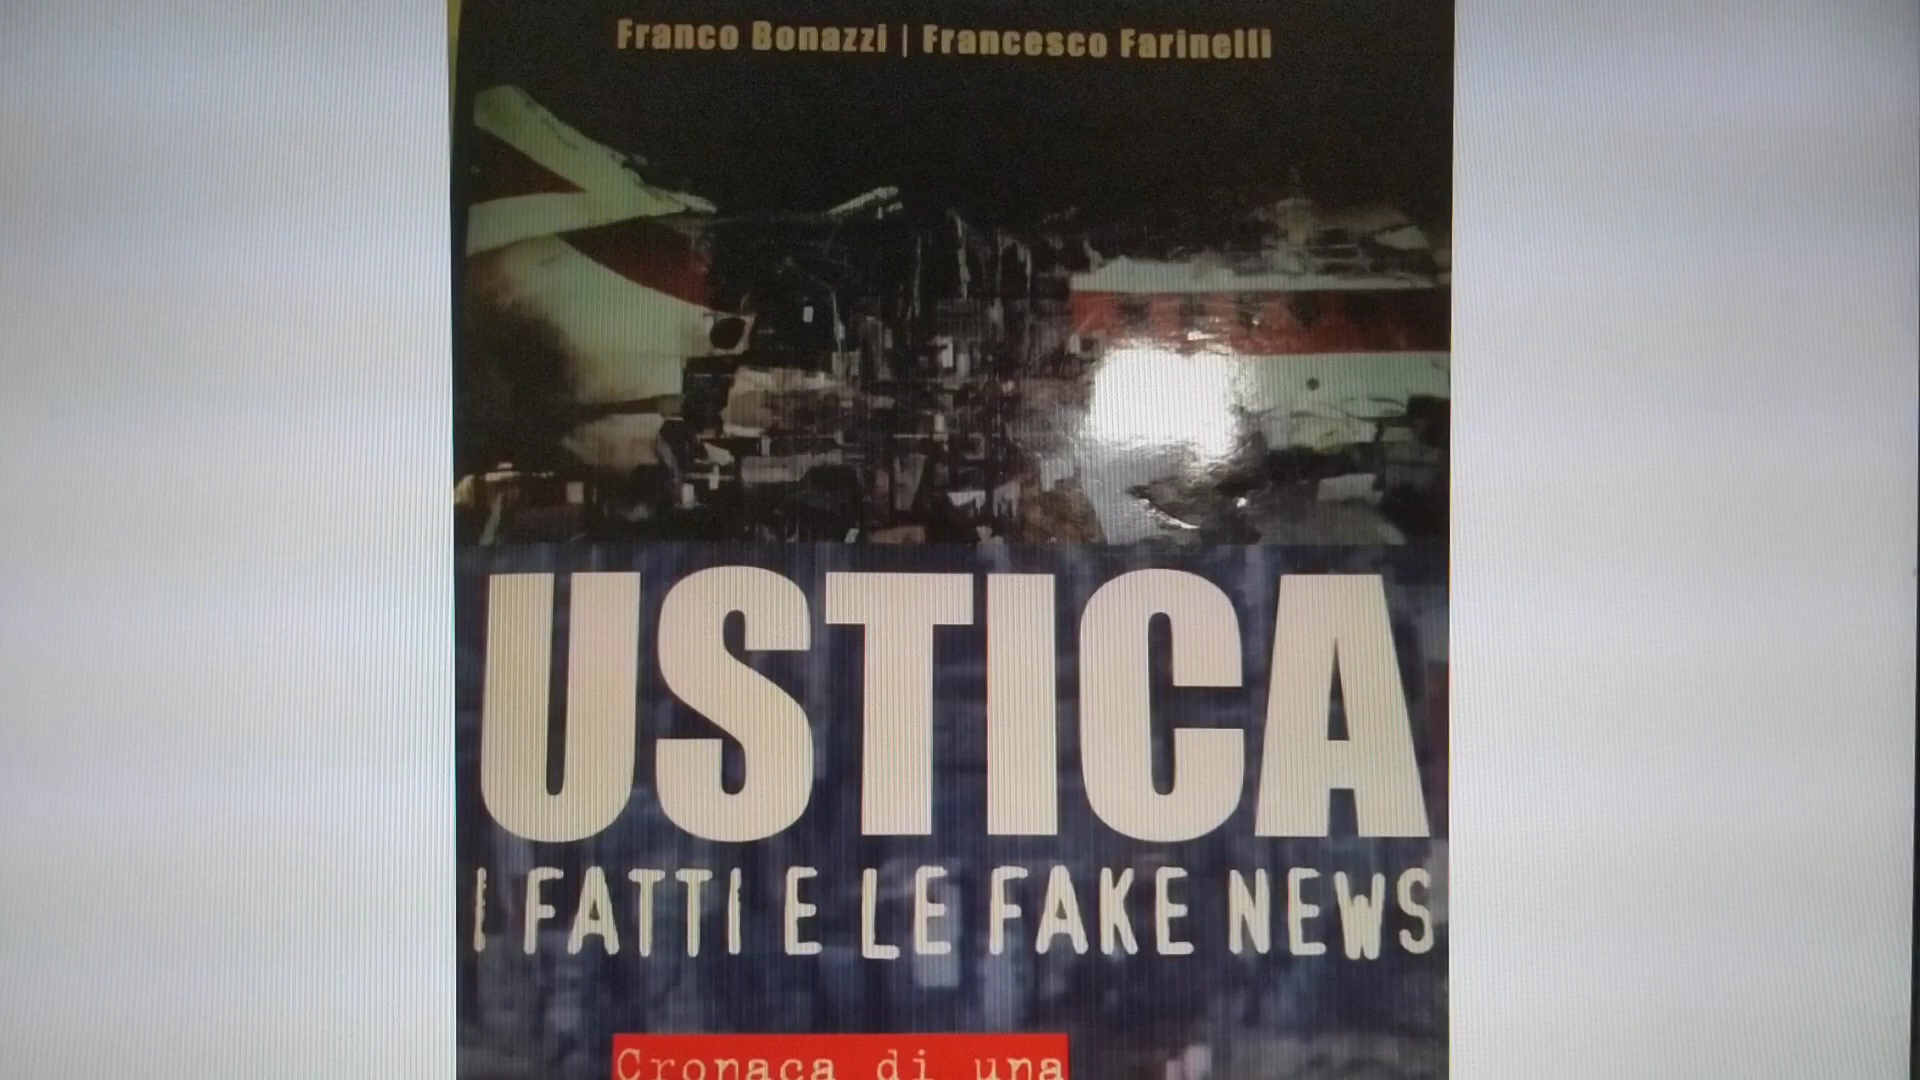 Franco Bonazzi | Francesco Farinelli
USTICA
I FATTI E LE FAKE NEWS
Cronaca di una